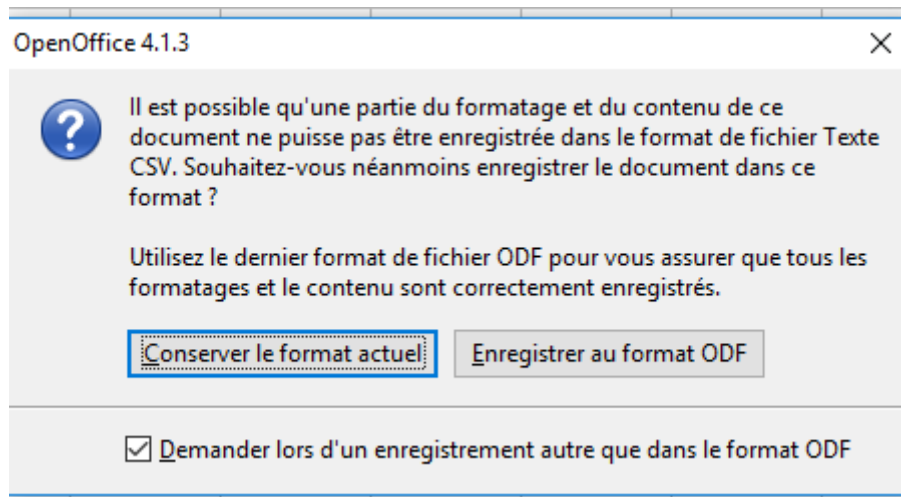 OpenOffice 4.1.3
Il est possible qu'une partie du formatage et du contenu de ce
document ne puisse pas être enregistrée dans le format de fichier Texte
CSV. Souhaitez-vous néanmoins enregistrer le document dans ce
format ?
Utilisez le dernier format de fichier ODF pour vous assurer que tous les
formatages et le contenu sont correctement enregistrés.
Conserver le format actuel Enregistrer au format ODF
Demander lors d'un enregistrement autre que dans le format ODF